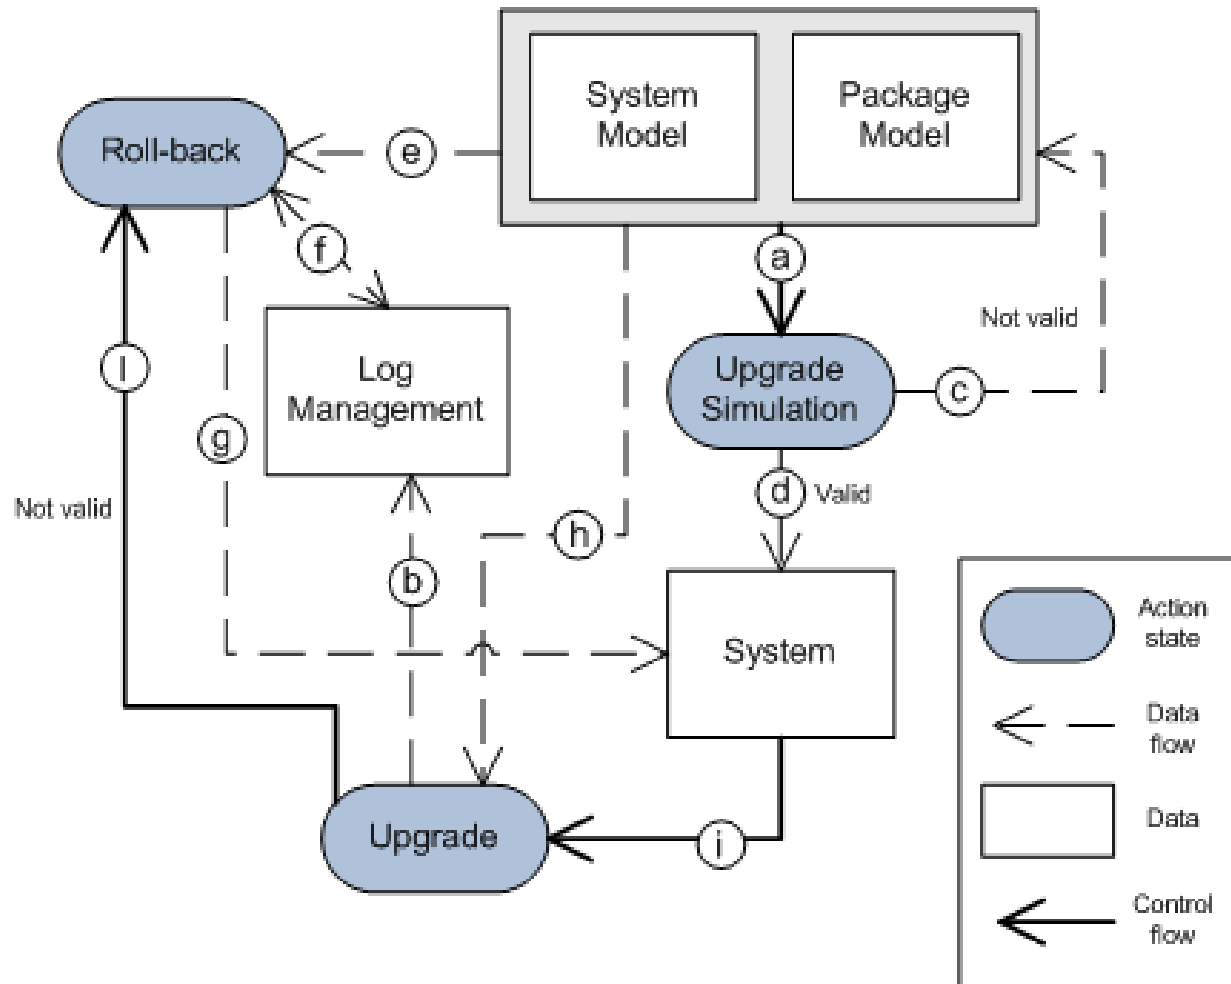 System
Model
Package
Model
Roll-back
e
f
a
Not valid
l
Log
Management
Upgrade
Simulation
c
g
d
Valid
Not valid
h
b
System
Action
state
Data
flow
Upgrade
i
Data
Control
flow